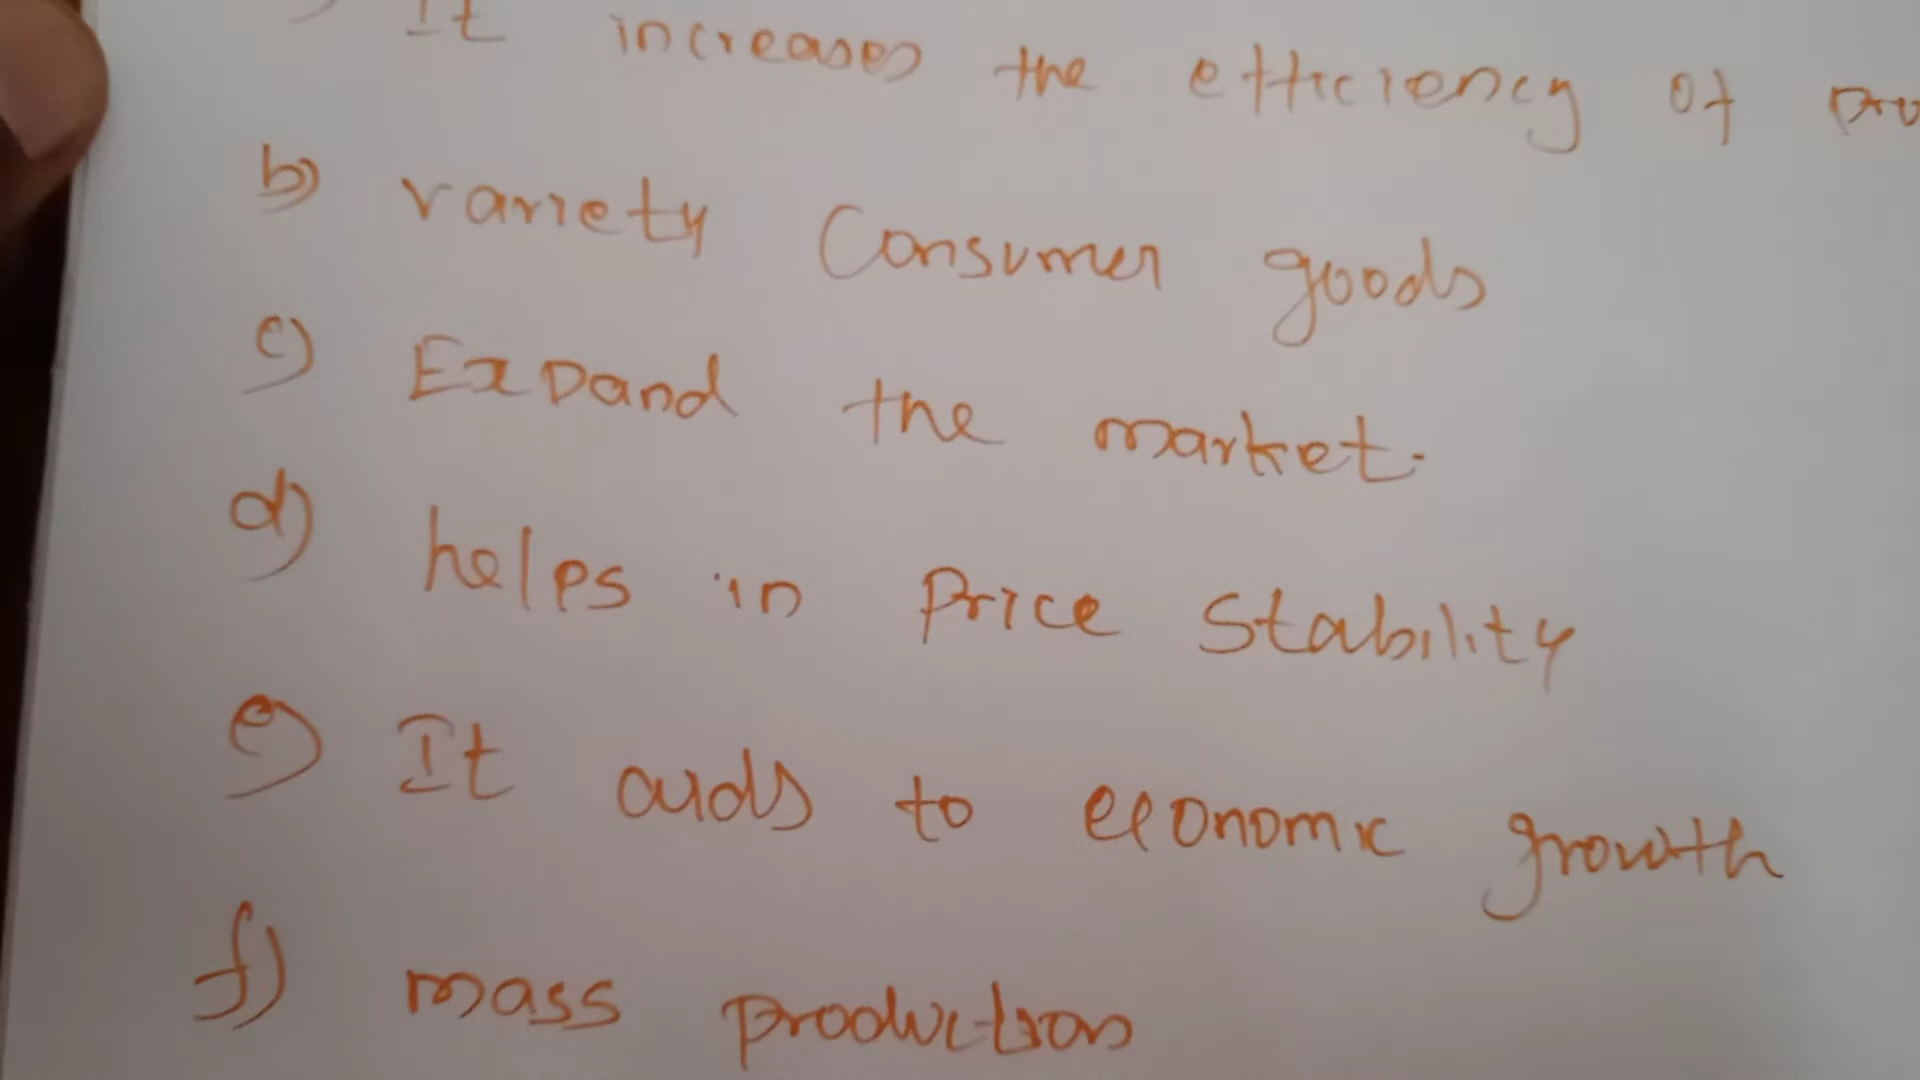 It increases the efficiency of pro
b) variety Consumer goods
c) Expand the market.
d) helps in Price Stability
e) It aids to economic growth
f) mass production